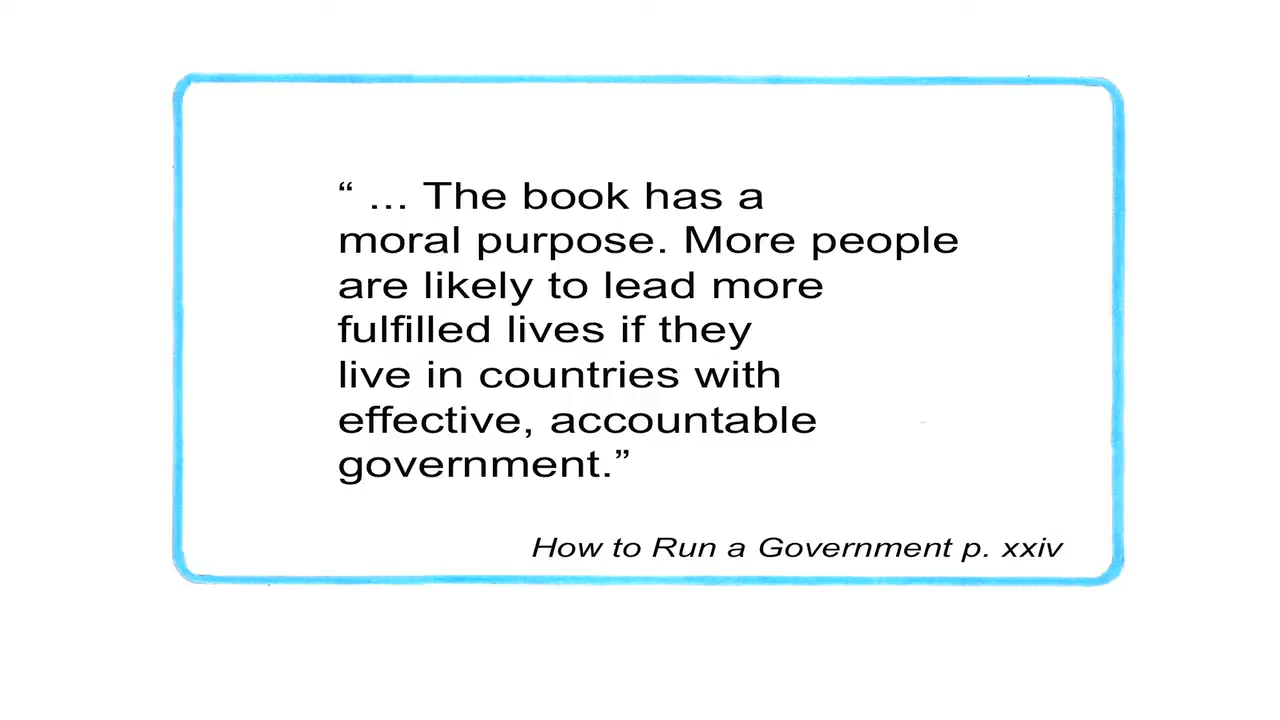 “ ... The book has a
moral purpose. More people
are likely to lead more
fulfilled lives if they
live in countries with
effective, accountable
government.”
How to Run a Government p. xxiv